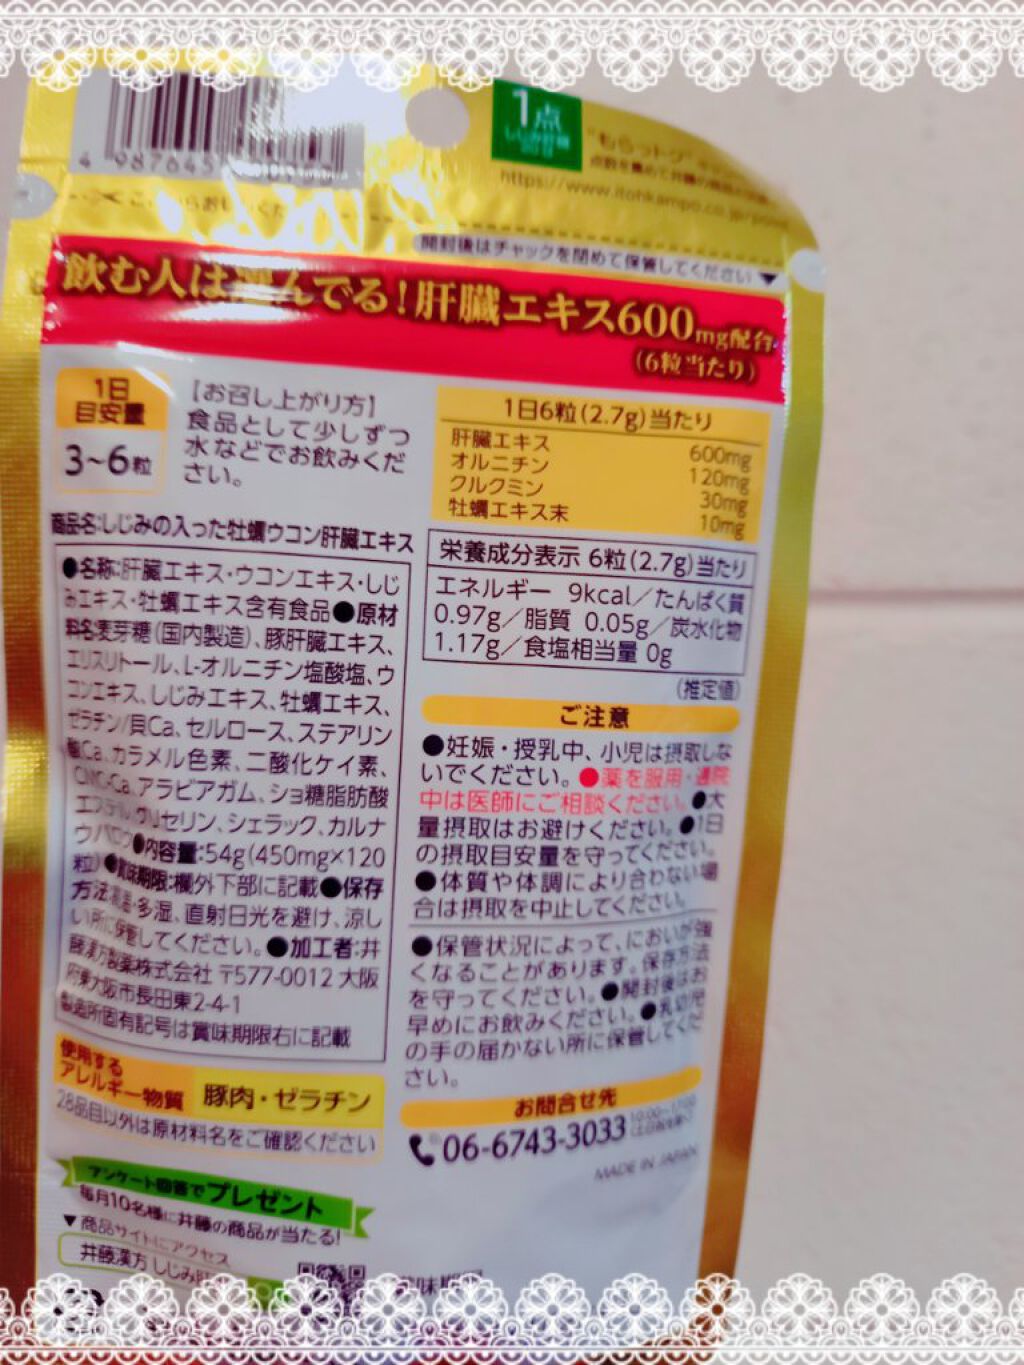 1点
"もらっトク"
点数を集めて井藤の
https://www.itohkampo.co.jp/
4 987645
開封後はチャックを閉めて保管してください▼
飲む人は んでる!肝臓エキス600mg配合
(6粒当たり)
1日
目安量
3~6粒
【お召し上がり方】
食品として少しずつ
水などでお飲みくだ
さい。
1日6粒(2.7g)当たり
肝臓エキス 600mg
オルニチン 120mg
クルクミン 30mg
牡蠣エキス末 10mg
商品名:しじみの入った牡蠣ウコン肝臓エキス
●名称:肝臓エキス・ウコンエキス・しじ
みエキス・牡蠣エキス含有食品●原材
料名:麦芽糖(国内製造)、豚肝臓エキス、
エリスリトール、L-オルニチン塩酸塩、ウ
コンエキス、しじみエキス、牡蠣エキス、
ゼラチン/貝Ca、セルロース、ステアリン
酸Ca、カラメル色素、二酸化ケイ素、
CMC-Ca、アラビアガム、ショ糖脂肪酸
エステル、グリセリン、シェラック、カルナ
ウバロウ●内容量:54g(450mg×120
粒)●賞味期限:欄外下部に記載●保存
方法:高温・多湿、直射日光を避け、涼し
い所に保管してください。●加工者:井
藤漢方製薬株式会社 〒577-0012 大阪
府東大阪市長田東2-4-1
製造所固有記号は賞味期限右に記載
栄養成分表示 6粒(2.7g)当たり
エネルギー 9kcal/たんぱく質
0.97g/脂質 0.05g/炭水化物
1.17g/食塩相当量 0g
(推定値)
ご注意
●妊娠・授乳中、小児は摂取しな
いでください。●薬を服用・通院
中は医師にご相談ください。●大
量摂取はお避けください。●1日
の摂取目安量を守ってください。
●体質や体調により合わない場
合は摂取を中止してください。
●保管状況によって、においが強
くなることがあります。保存方法
を守ってください。●開封後はお
早めにお飲みください。●乳幼児
の手の届かない所に保管してくだ
さい。
使用する
アレルギー物質
豚肉・ゼラチン
28品目以外は原材料名をご確認ください
お問合せ先
06-6743-3033
MADE IN JAPAN
アンケート回答でプレゼント
毎月10名様に井藤の商品が当たる!
▼商品サイトにアクセス
井藤漢方 しじみ
味期